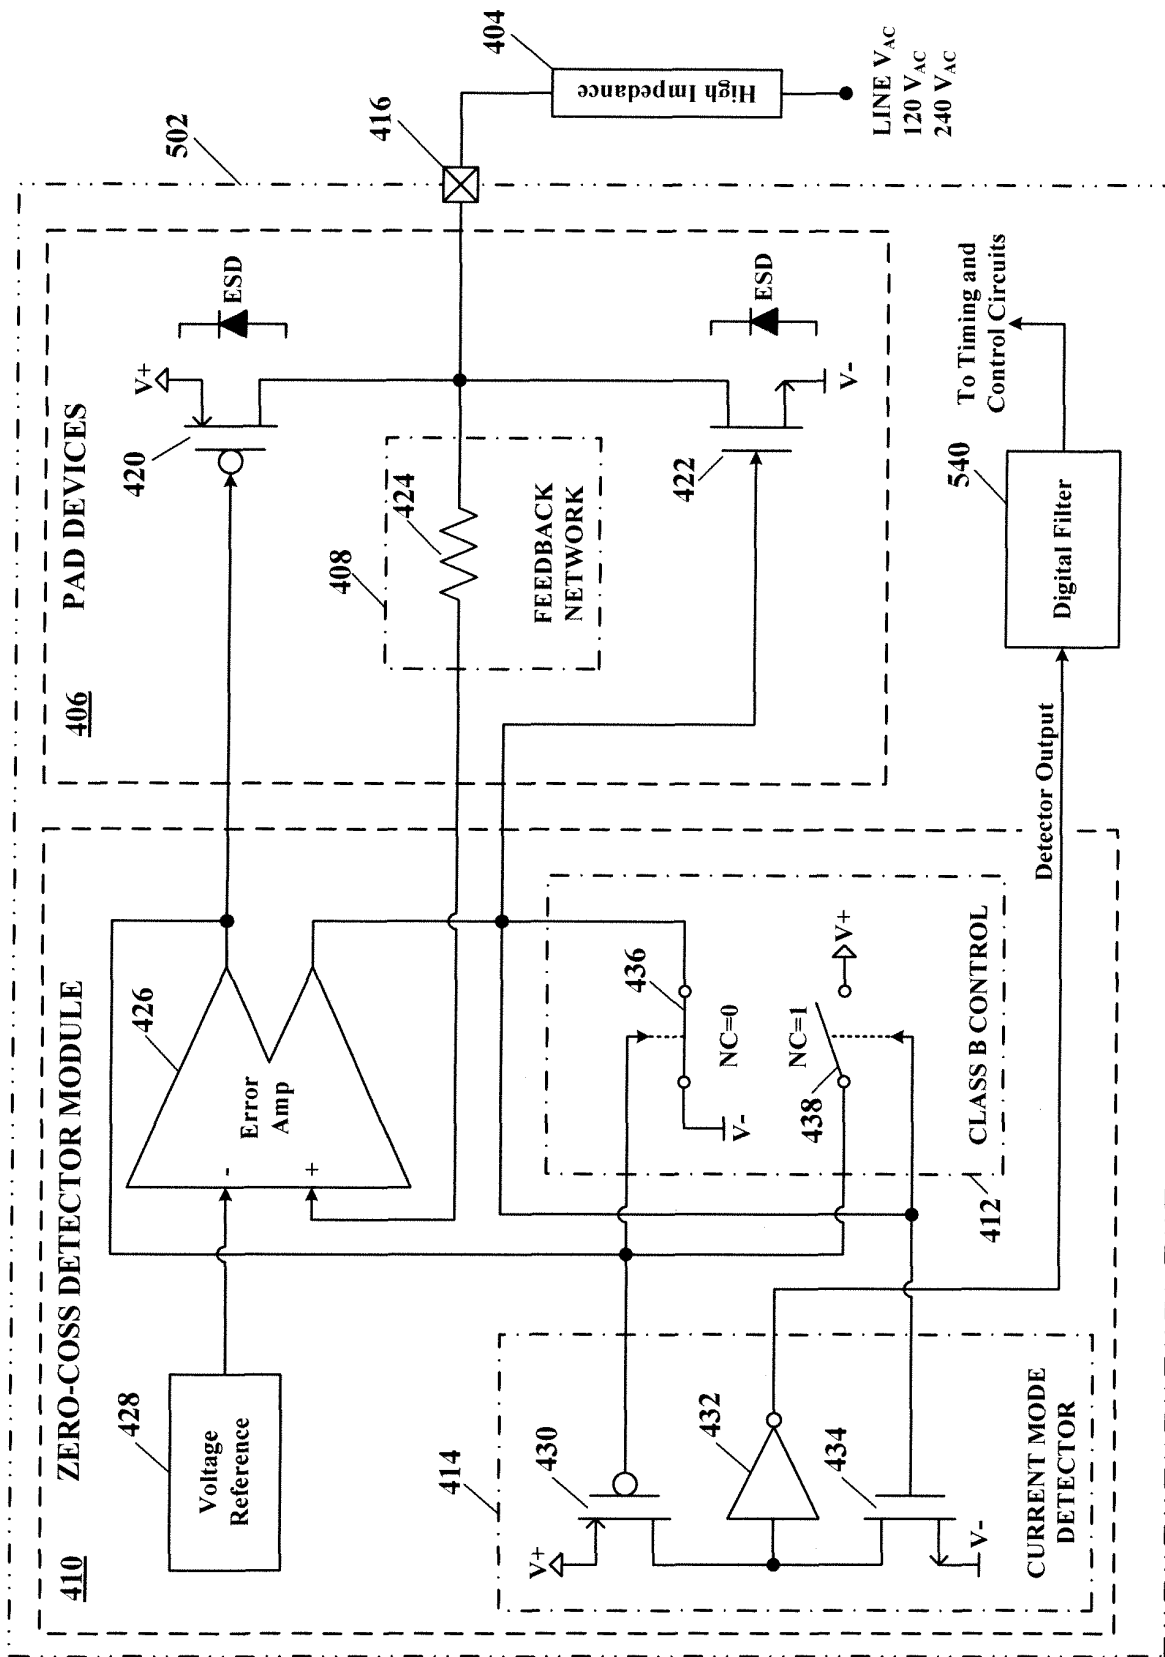 410
ZERO-COSS DETECTOR MODULE
428
Voltage
Reference
426
Error
Amp
-
+
406
PAD DEVICES
420
V+
ESD
408
424
FEEDBACK
NETWORK
422
V-
ESD
502
416
404
High Impedance
LINE VAC
120 VAC
240 VAC
414
V+
430
432
434
V-
CURRENT MODE
DETECTOR
436
NC=0
V-
NC=1
438
V+
CLASS B CONTROL
412
Detector Output
540
Digital Filter
To Timing and
Control Circuits